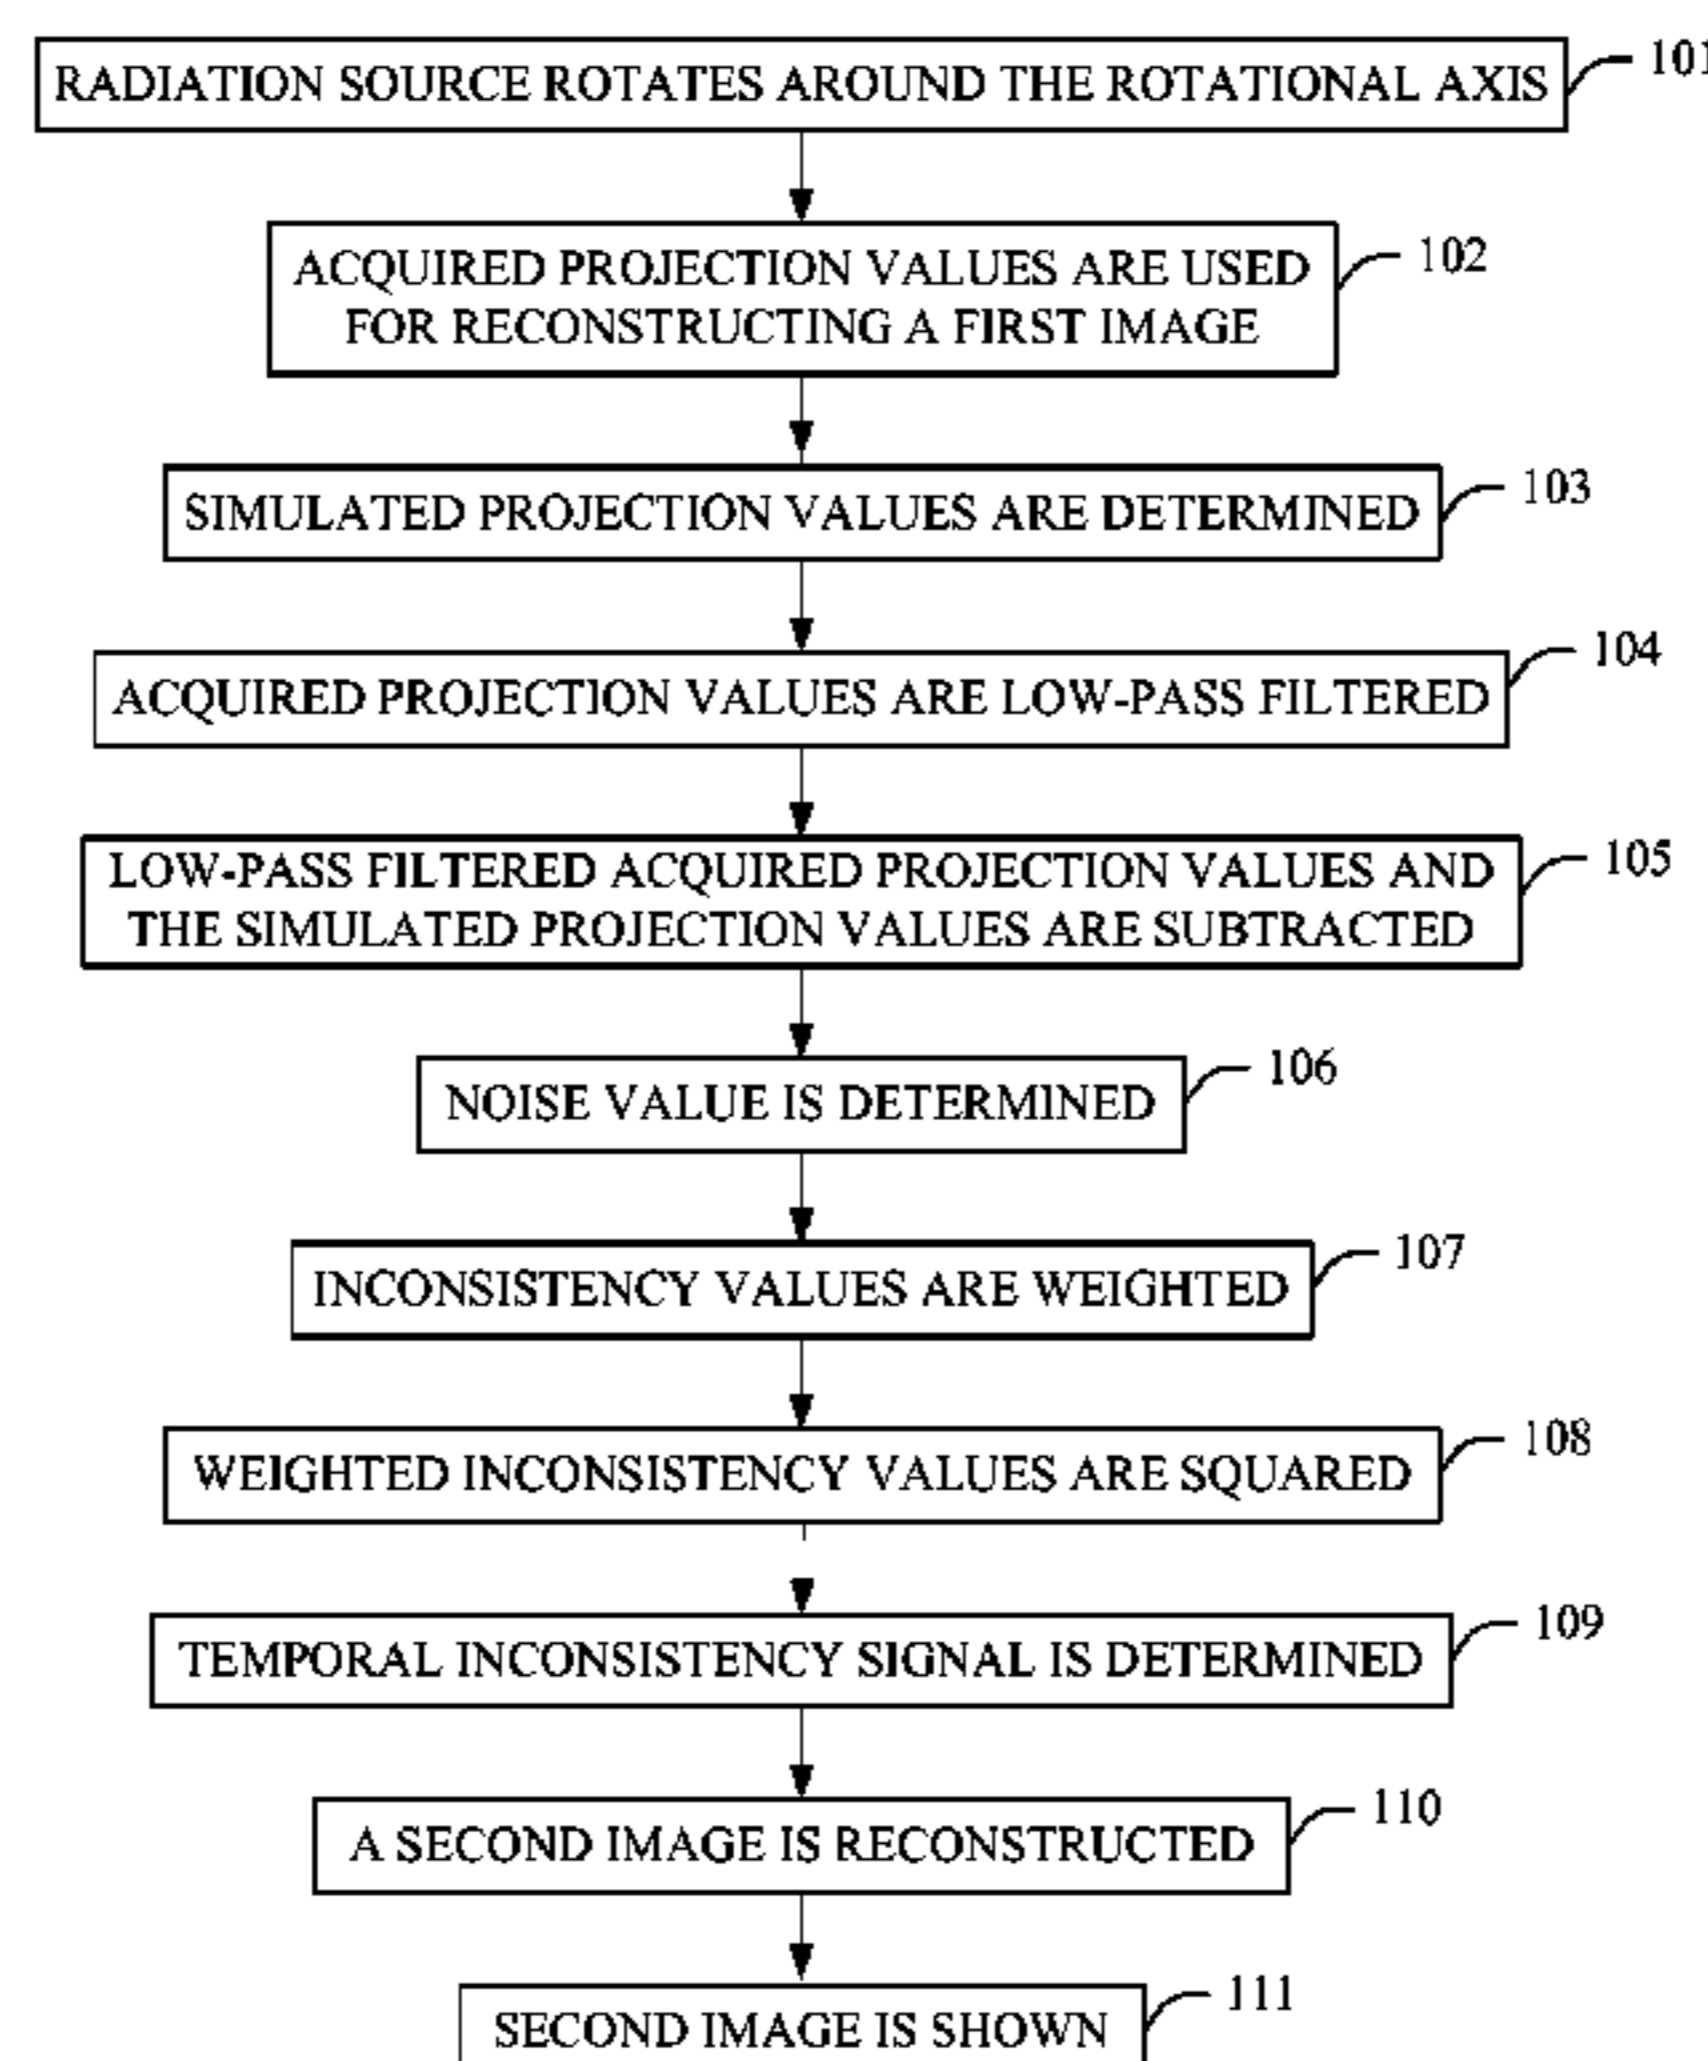 RADIATION SOURCE ROTATES AROUND THE ROTATIONAL AXIS
101
ACQUIRED PROJECTION VALUES ARE USED
FOR RECONSTRUCTING A FIRST IMAGE
102
SIMULATED PROJECTION VALUES ARE DETERMINED
103
ACQUIRED PROJECTION VALUES ARE LOW-PASS FILTERED
104
LOW-PASS FILTERED ACQUIRED PROJECTION VALUES AND
THE SIMULATED PROJECTION VALUES ARE SUBTRACTED
105
NOISE VALUE IS DETERMINED
106
INCONSISTENCY VALUES ARE WEIGHTED
107
WEIGHTED INCONSISTENCY VALUES ARE SQUARED
108
TEMPORAL INCONSISTENCY SIGNAL IS DETERMINED
109
A SECOND IMAGE IS RECONSTRUCTED
110
SECOND IMAGE IS SHOWN
111